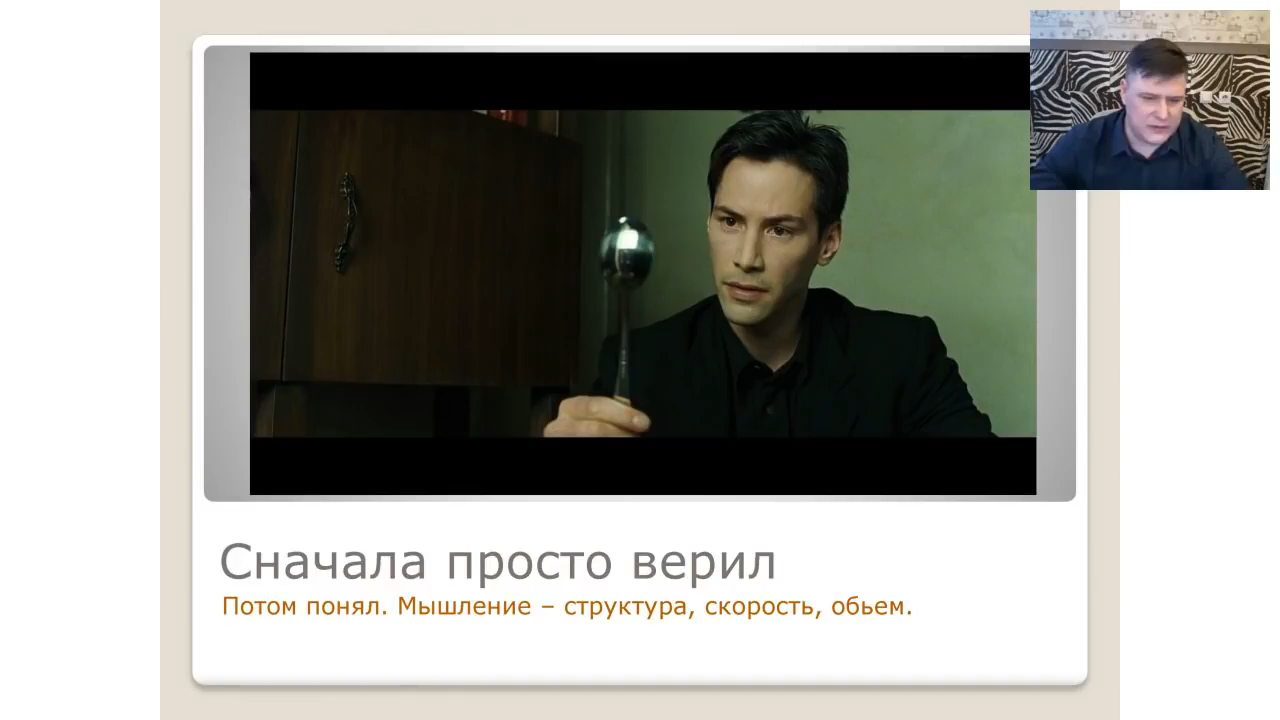 Сначала просто верил
Потом понял. Мышление – структура, скорость, обьем.